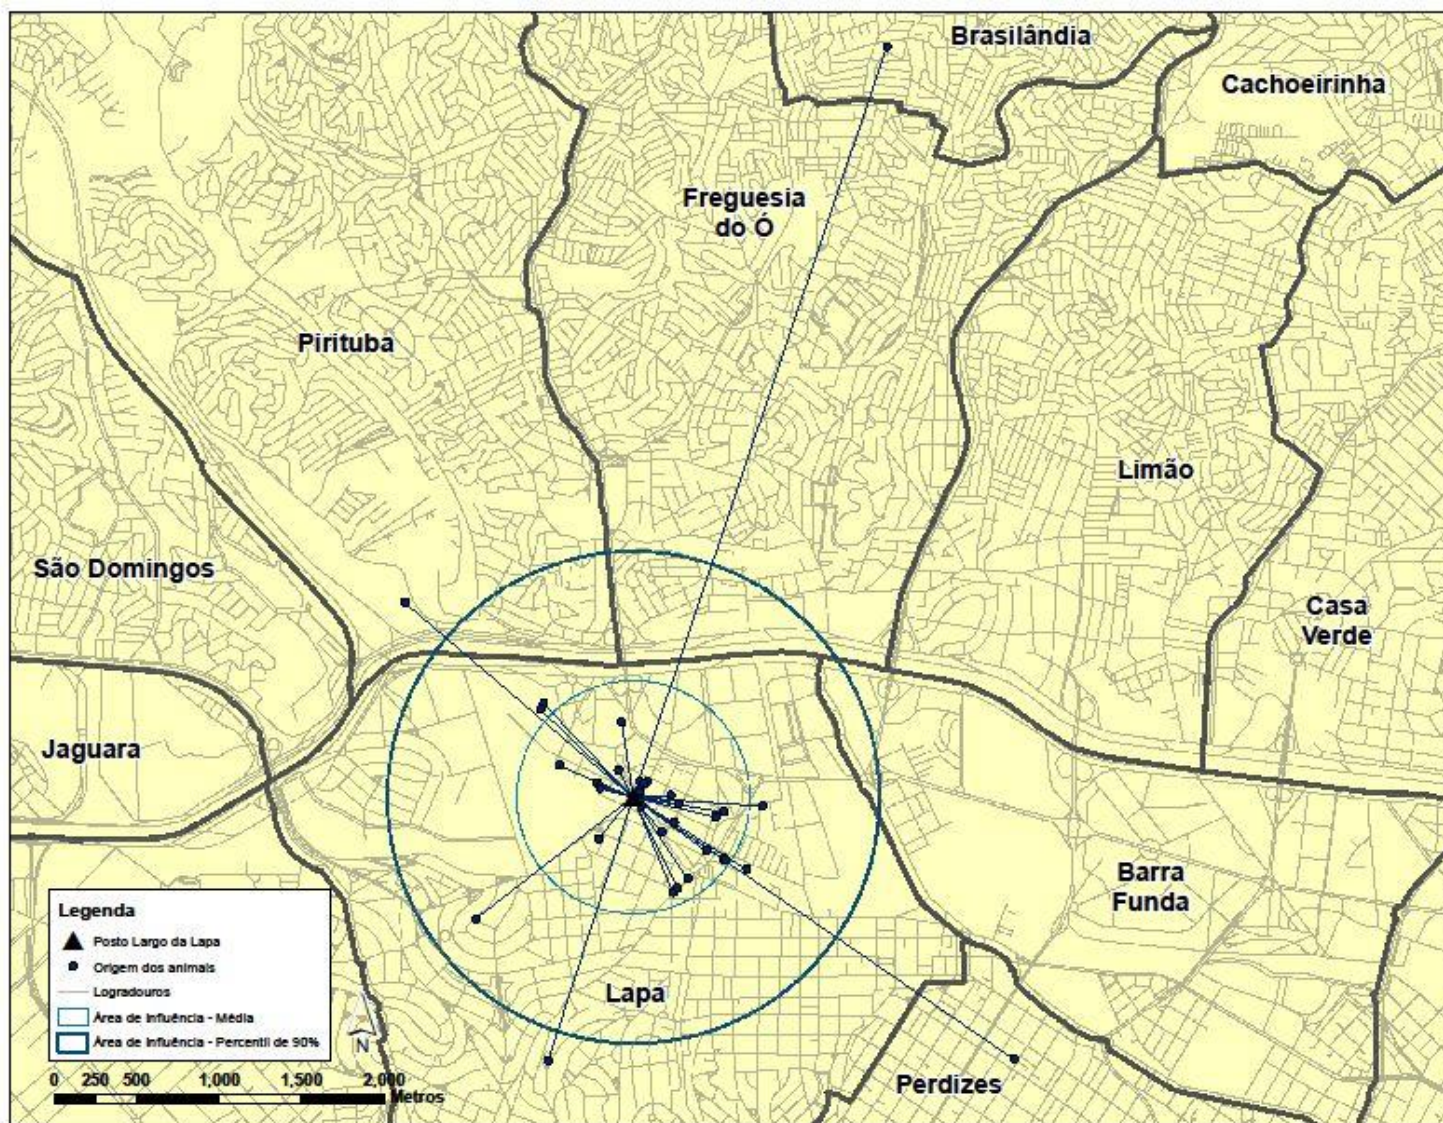 Brasilândia
Cachoeirinha
Freguesia
do Ó
Pirituba
Limão
São Domingos
Casa
Verde
Jaguara
Barra
Funda
Lapa
Perdizes
Legenda
Posto Largo da Lapa
Origem dos animais
Logradouros
Área de Influência - Média
Área de Influência - Percentil de 90%
N
0 250 500 1,000 1,500 2,000
Metros